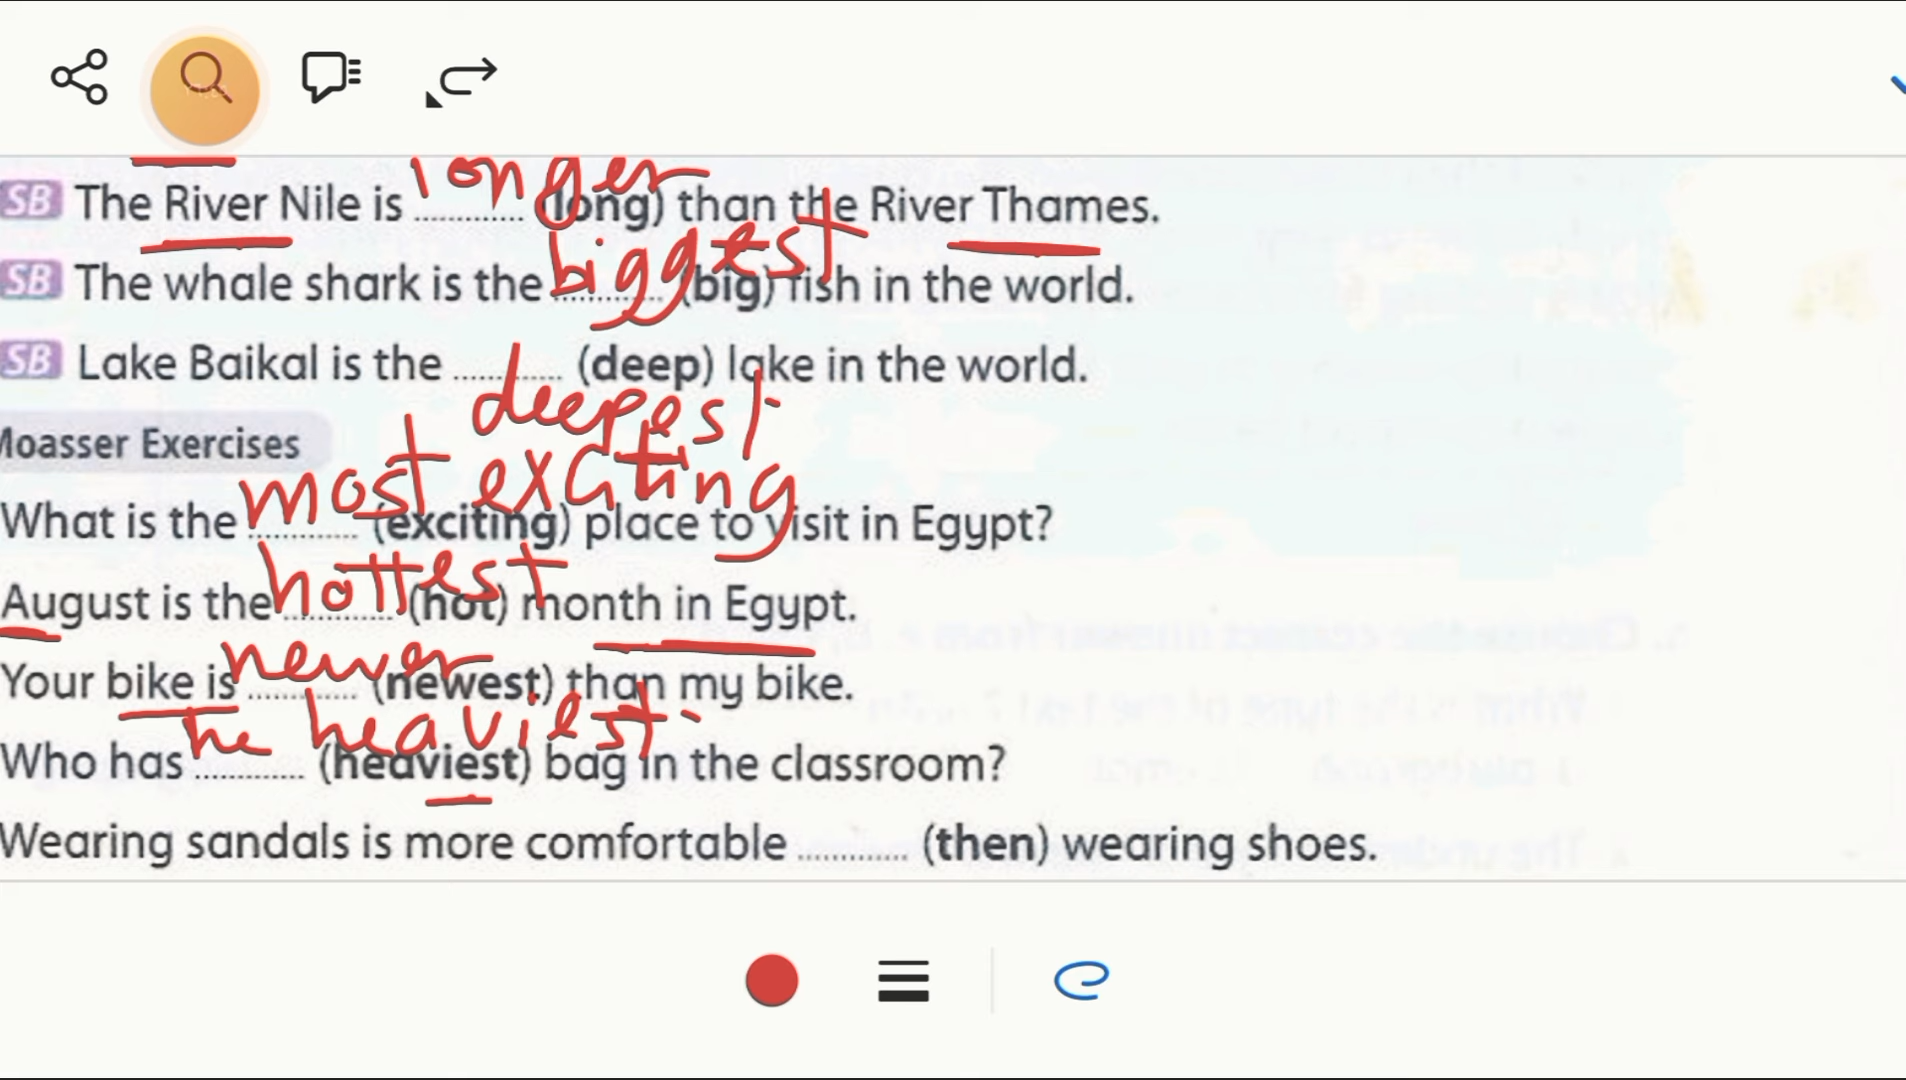 longer
SB The River Nile is ............ (long) than the River Thames.
biggest
SB The whale shark is the ............ (big) fish in the world.
SB Lake Baikal is the ............ (deep) lake in the world.
deepest
Moasser Exercises
most exciting
What is the ............ (exciting) place to visit in Egypt?
hottest
August is the ............ (hot) month in Egypt.
newer
Your bike is ............ (newest) than my bike.
the heaviest
Who has ............ (heaviest) bag in the classroom?
Wearing sandals is more comfortable ............ (then) wearing shoes.